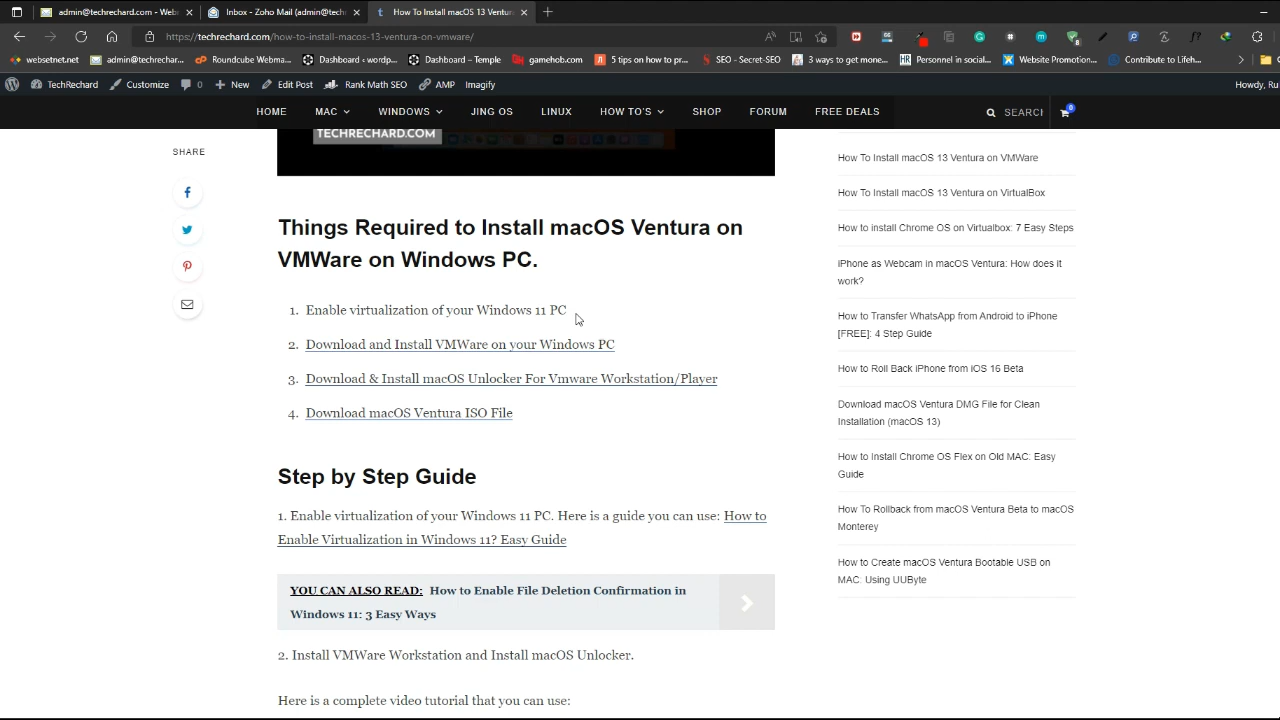 admin@techrechard.com - Web
Inbox - Zoho Mail (admin@techre
How To Install macOS 13 Ventura
https://techrechard.com/how-to-install-macos-13-ventura-on-vmware/
websetnet.net
admin@techrechar...
Roundcube Webma...
Dashboard ‹ wordp...
Dashboard – Temple
gamehob.com
5 tips on how to pr...
SEO - Secret-SEO
3 ways to get mone...
Personnel in social...
Website Promotion...
Contribute to Lifeh...
TechRechard
Customize
0
New
Edit Post
Rank Math SEO
AMP
Imagify
Howdy, Ru
HOME
MAC
WINDOWS
JING OS
LINUX
HOW TO'S
SHOP
FORUM
FREE DEALS
SEARCH
0
TECHRECHARD.COM
SHARE
Things Required to Install macOS Ventura on
VMWare on Windows PC.
1. Enable virtualization of your Windows 11 PC
2. Download and Install VMWare on your Windows PC
3. Download & Install macOS Unlocker For Vmware Workstation/Player
4. Download macOS Ventura ISO File
Step by Step Guide
1. Enable virtualization of your Windows 11 PC. Here is a guide you can use: How to
Enable Virtualization in Windows 11? Easy Guide
YOU CAN ALSO READ: How to Enable File Deletion Confirmation in
Windows 11: 3 Easy Ways
2. Install VMWare Workstation and Install macOS Unlocker.
Here is a complete video tutorial that you can use:
How To Install macOS 13 Ventura on VMWare
How To Install macOS 13 Ventura on VirtualBox
How to install Chrome OS on Virtualbox: 7 Easy Steps
iPhone as Webcam in macOS Ventura: How does it
work?
How to Transfer WhatsApp from Android to iPhone
[FREE]: 4 Step Guide
How to Roll Back iPhone from iOS 16 Beta
Download macOS Ventura DMG File for Clean
Installation (macOS 13)
How to Install Chrome OS Flex on Old MAC: Easy
Guide
How To Rollback from macOS Ventura Beta to macOS
Monterey
How to Create macOS Ventura Bootable USB on
MAC: Using UUByte